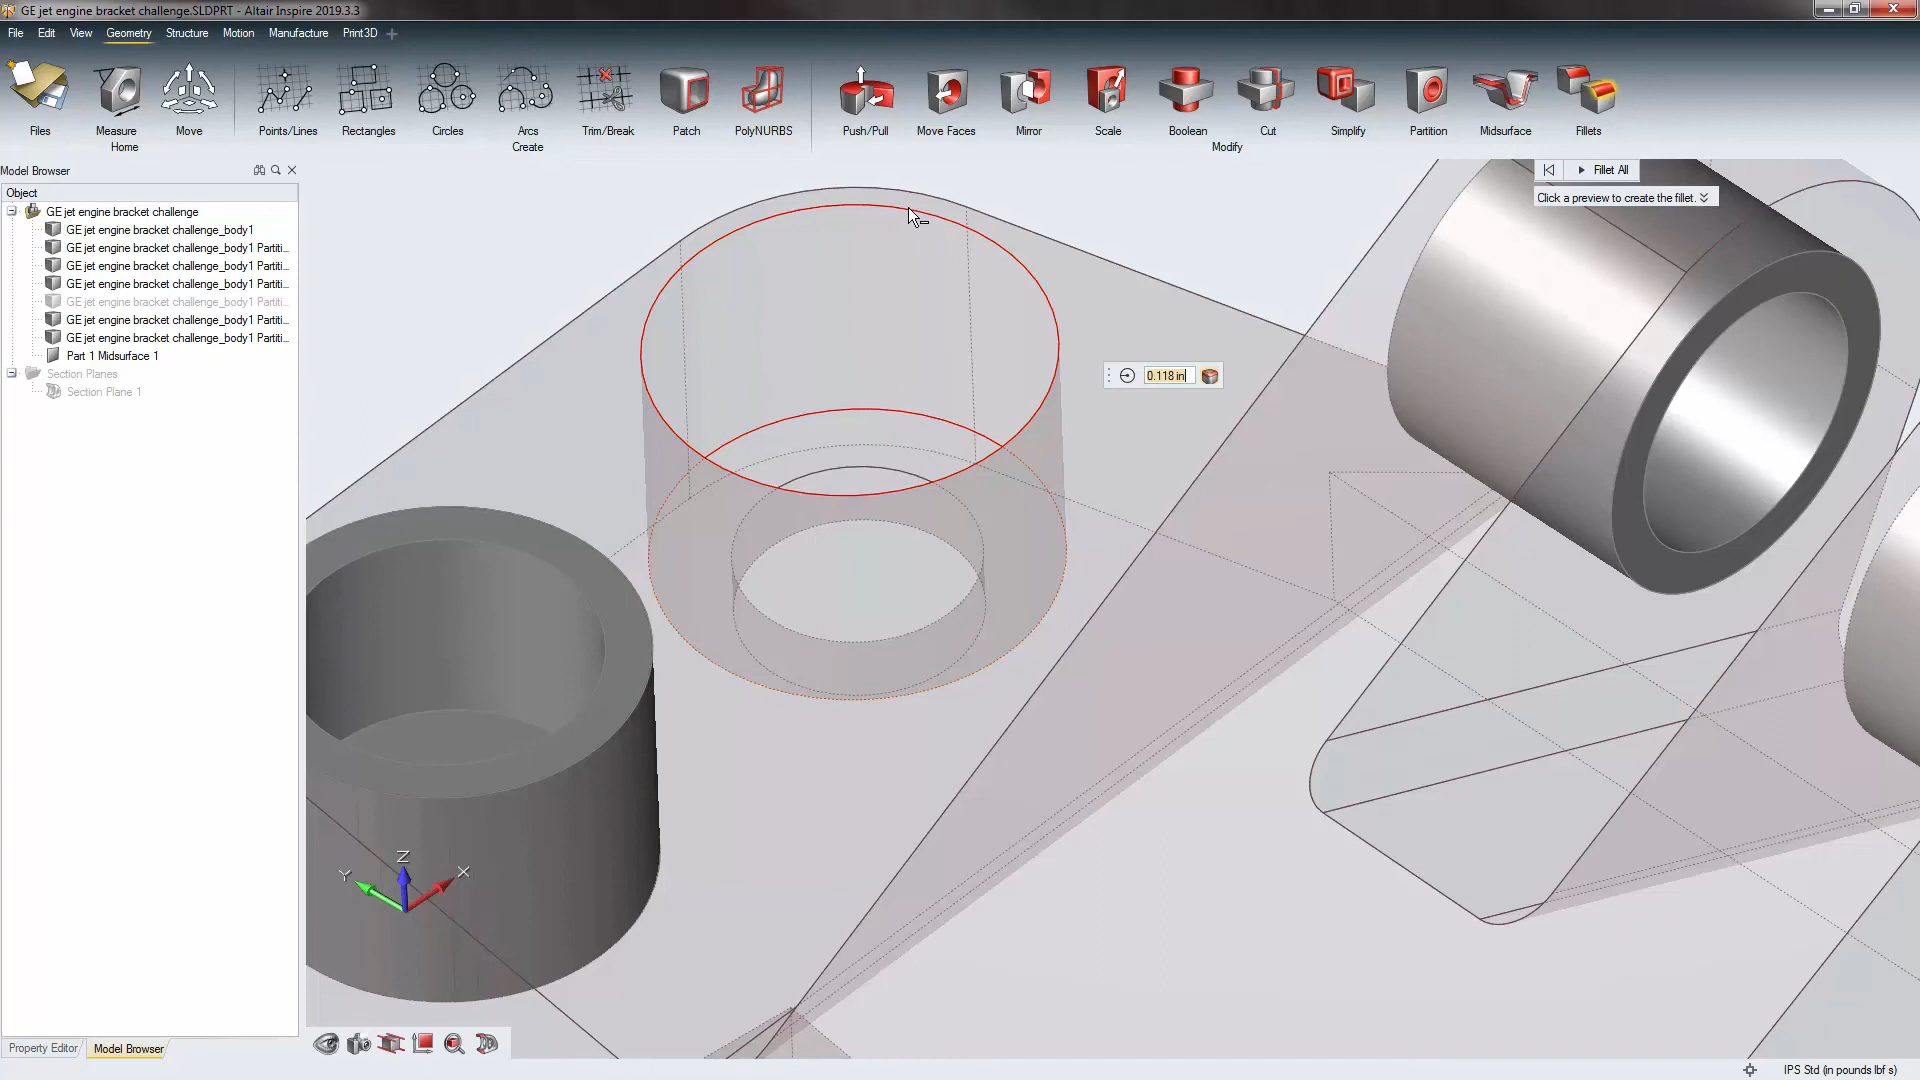 GE jet engine bracket challenge.SLDPRT - Altair Inspire 2019.3.3
File Edit View Geometry Structure Motion Manufacture Print3D
Files Measure Move Points/Lines Rectangles Circles Arcs Trim/Break Patch PolyNURBS Push/Pull Move Faces Mirror Scale Boolean Cut Simplify Partition Midsurface Fillets
Home Create Modify
Model Browser
Fillet All
Object
Click a preview to create the fillet.
GE jet engine bracket challenge
GE jet engine bracket challenge_body1
GE jet engine bracket challenge_body1 Partiti...
GE jet engine bracket challenge_body1 Partiti...
GE jet engine bracket challenge_body1 Partiti...
GE jet engine bracket challenge_body1 Partiti...
GE jet engine bracket challenge_body1 Partiti...
GE jet engine bracket challenge_body1 Partiti...
Part 1 Midsurface 1
Section Planes
Section Plane 1
0.118 in
Z
Y X
Property Editor Model Browser
IPS Std (in pounds lbf s)